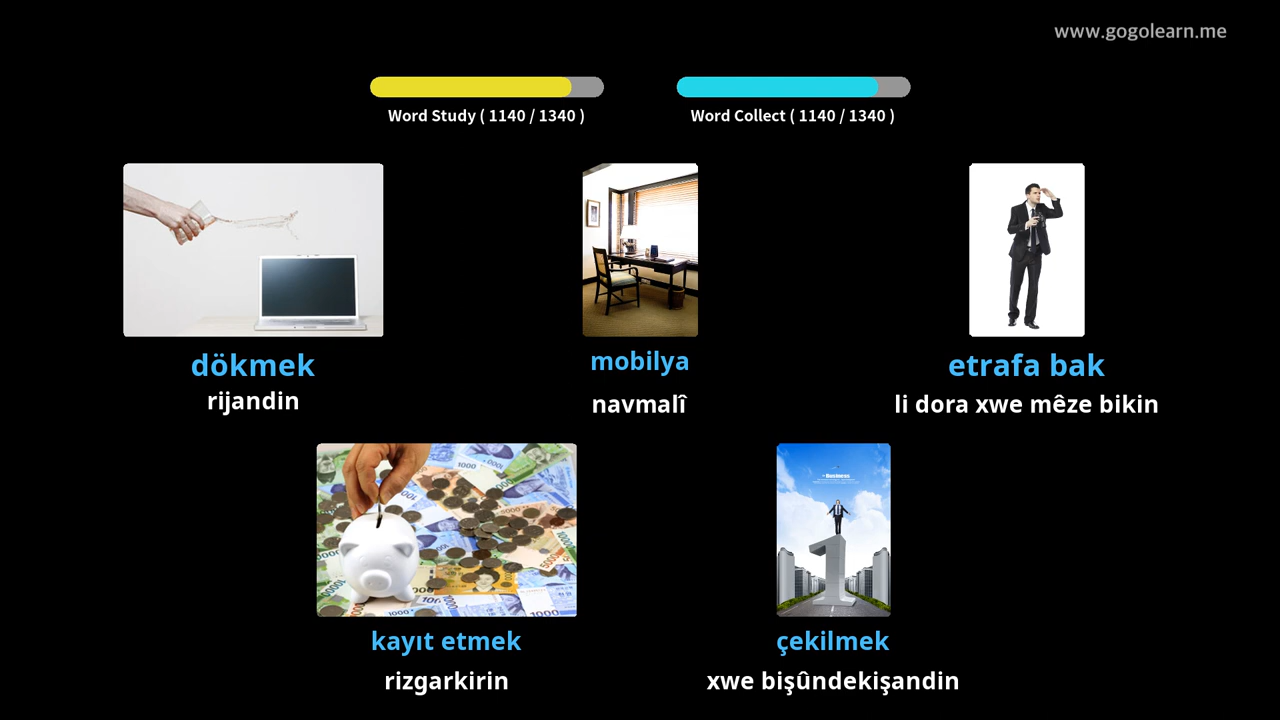 www.gogolearn.me
Word Study ( 1140 / 1340 )
Word Collect ( 1140 / 1340 )
dökmek
rijandin
mobilya
navmalî
etrafa bak
li dora xwe mêze bikin
Business
kayıt etmek
rizgarkirin
çekilmek
xwe bişûndekişandin